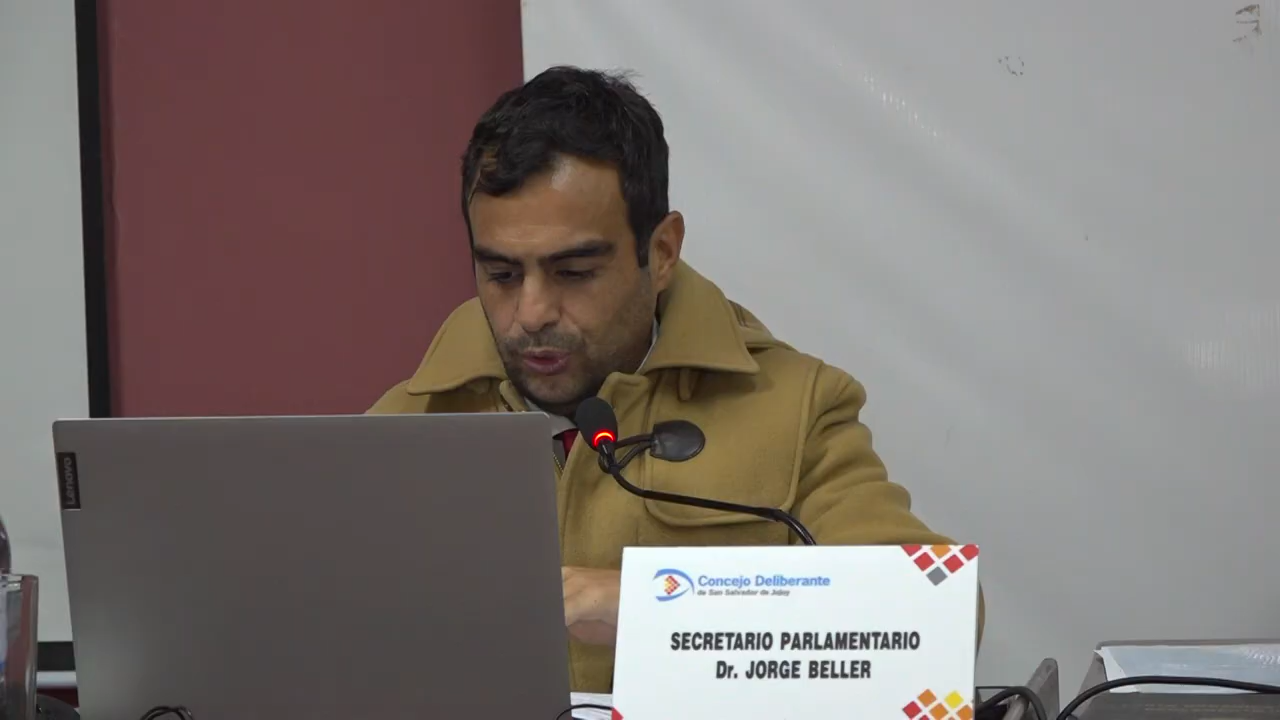 Lenovo
Concejo Deliberante
de San Salvador de Jujuy
SECRETARIO PARLAMENTARIO
Dr. JORGE BELLER